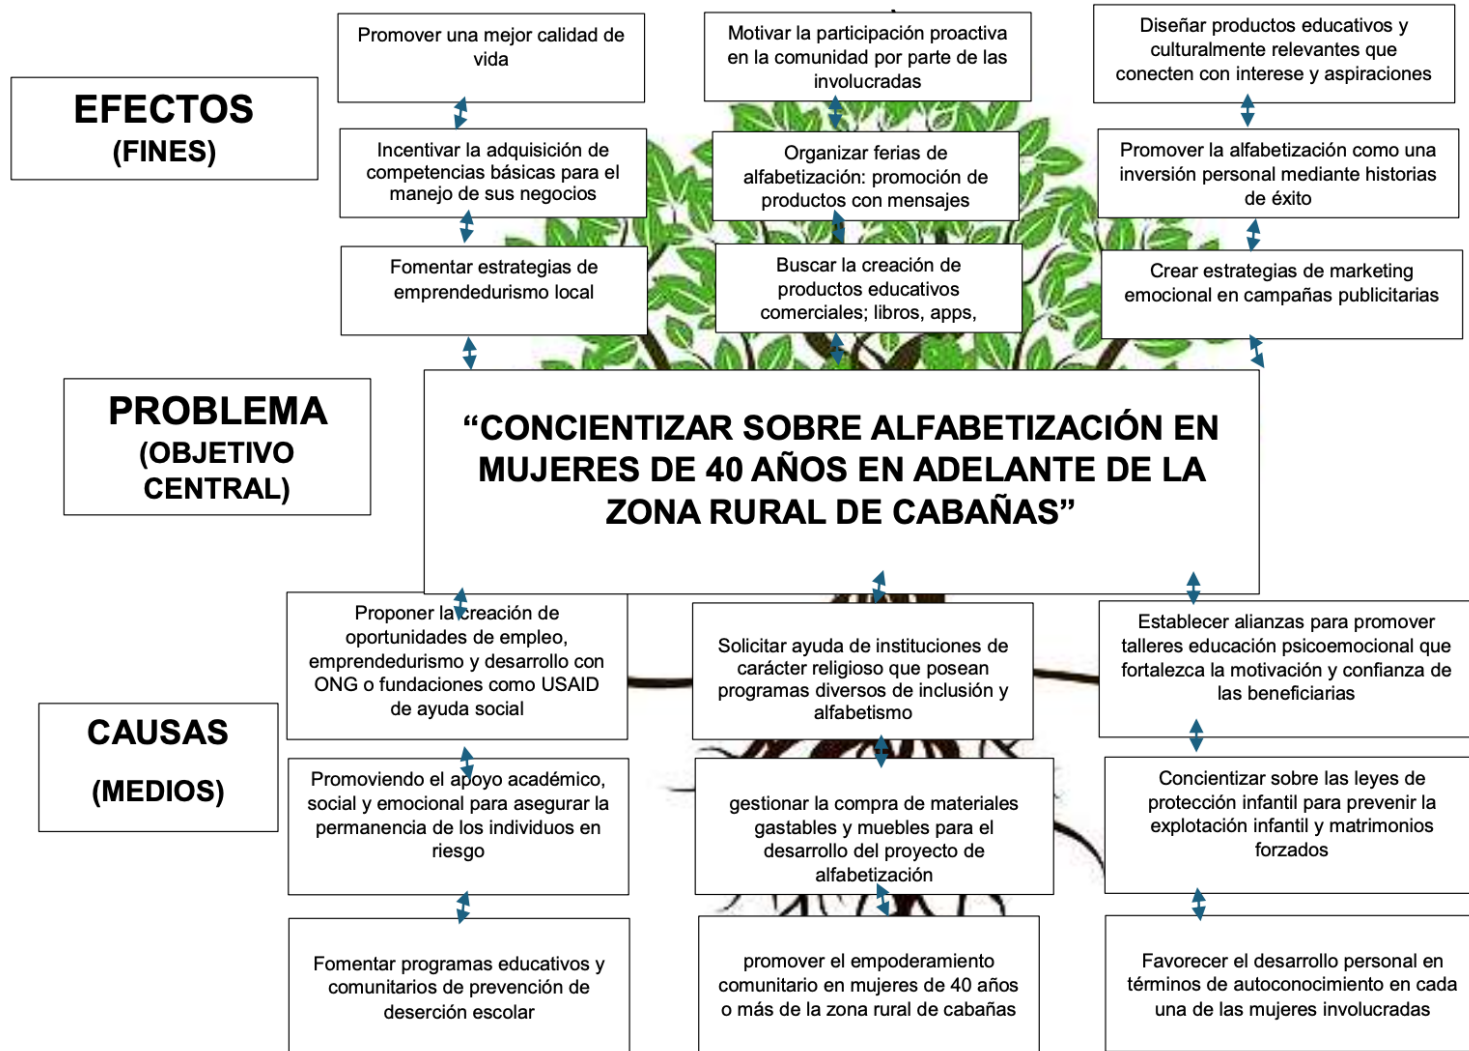 Promover una mejor calidad de
vida
Motivar la participación proactiva
en la comunidad por parte de las
involucradas
Diseñar productos educativos y
culturalmente relevantes que
conecten con interese y aspiraciones
EFECTOS
(FINES)
Incentivar la adquisición de
competencias básicas para el
manejo de sus negocios
Organizar ferias de
alfabetización: promoción de
productos con mensajes
Promover la alfabetización como una
inversión personal mediante historias
de éxito
Fomentar estrategias de
emprendedurismo local
Buscar la creación de
productos educativos
comerciales; libros, apps,
Crear estrategias de marketing
emocional en campañas publicitarias
PROBLEMA
(OBJETIVO
CENTRAL)
“CONCIENTIZAR SOBRE ALFABETIZACIÓN EN
MUJERES DE 40 AÑOS EN ADELANTE DE LA
ZONA RURAL DE CABAÑAS”
Proponer la creación de
oportunidades de empleo,
emprendedurismo y desarrollo con
ONG o fundaciones como USAID
de ayuda social
Solicitar ayuda de instituciones de
carácter religioso que posean
programas diversos de inclusión y
alfabetismo
Establecer alianzas para promover
talleres educación psicoemocional que
fortalezca la motivación y confianza de
las beneficiarias
CAUSAS
(MEDIOS)
Promoviendo el apoyo académico,
social y emocional para asegurar la
permanencia de los individuos en
riesgo
gestionar la compra de materiales
gastables y muebles para el
desarrollo del proyecto de
alfabetización
Concientizar sobre las leyes de
protección infantil para prevenir la
explotación infantil y matrimonios
forzados
Fomentar programas educativos y
comunitarios de prevención de
deserción escolar
promover el empoderamiento
comunitario en mujeres de 40 años
o más de la zona rural de cabañas
Favorecer el desarrollo personal en
términos de autoconocimiento en cada
una de las mujeres involucradas